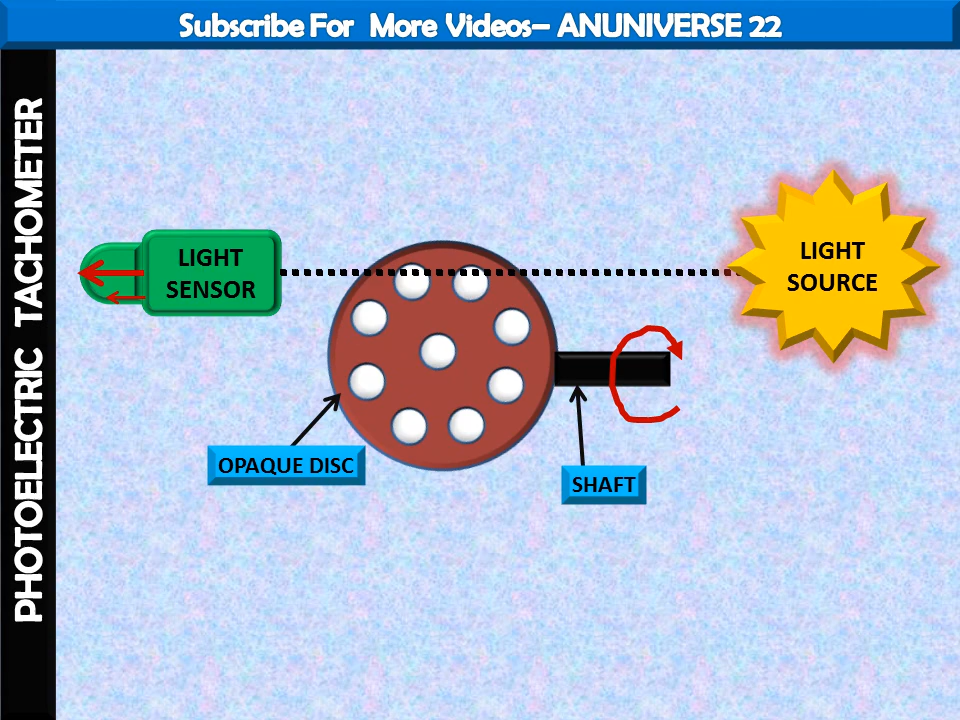 Subscribe For More Videos– ANUNIVERSE 22
PHOTOELECTRIC TACHOMETER
LIGHT
SENSOR
LIGHT
SOURCE
OPAQUE DISC
SHAFT